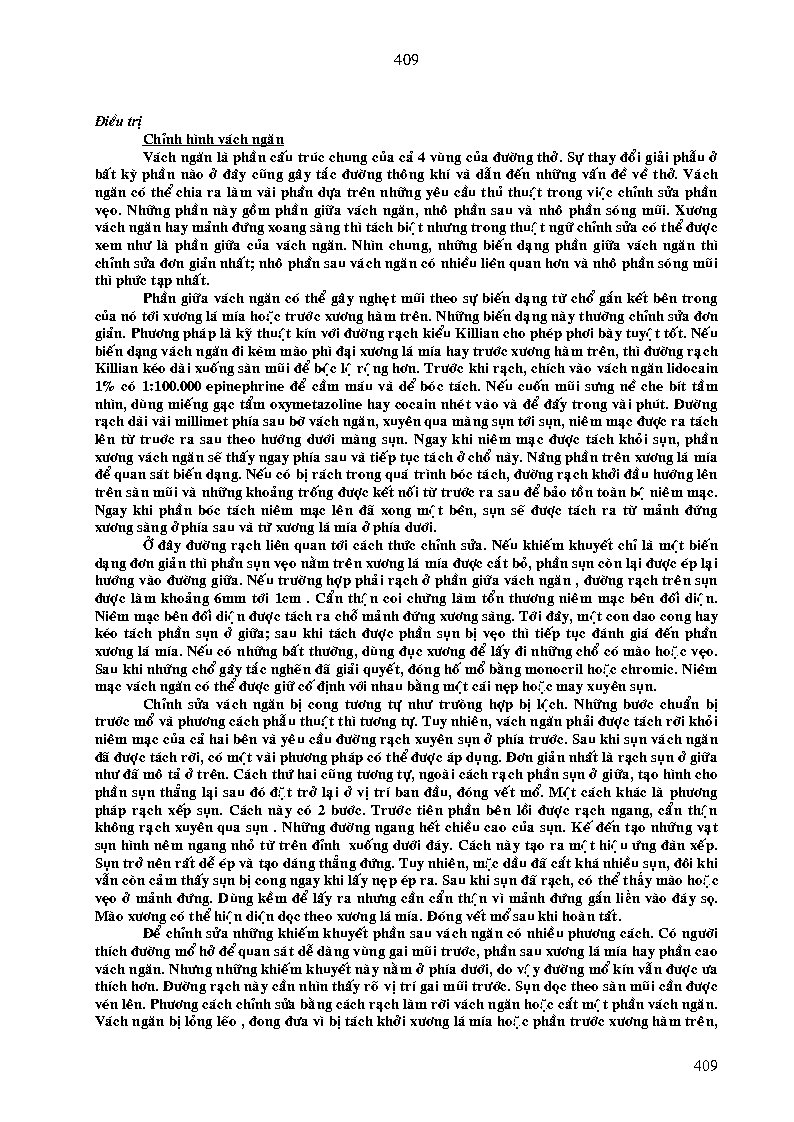 409
Điều trị
Chỉnh hình vách ngăn
Vách ngăn là phần cấu trúc chung của cả 4 vùng của đường thở. Sự thay đổi giải phẫu ở
bất kỳ phần nào ở đây cũng gây tắc đường thông khí và dẫn đến những vấn đề về thở. Vách
ngăn có thể chia ra làm vài phần dựa trên những yêu cầu thủ thuật trong việc chỉnh sửa phần
vẹo. Những phần này gồm phần giữa vách ngăn, nhô phần sau và nhô phần sóng mũi. Xương
vách ngăn hay mảnh đứng xoang sàng thì tách biệt nhưng trong thuật ngữ chỉnh sửa có thể được
xem như là phần giữa của vách ngăn. Nhìn chung, những biến dạng phần giữa vách ngăn thì
chỉnh sửa đơn giản nhất; nhô phần sau vách ngăn có nhiều liên quan hơn và nhô phần sóng mũi
thì phức tạp nhất.
Phần giữa vách ngăn có thể gây nghẹt mũi theo sự biến dạng từ chổ gắn kết bên trong
của nó tới xương lá mía hoặc trước xương hàm trên. Những biến dạng này thường chỉnh sửa đơn
giản. Phương pháp là kỹ thuật kín với đường rạch kiểu Killian cho phép phơi bày tuyệt tốt. Nếu
biến dạng vách ngăn đi kèm mào phì đại xương lá mía hay trước xương hàm trên, thì đường rạch
Killian kéo dài xuống sàn mũi để bộc lộ rộng hơn. Trước khi rạch, chích vào vách ngăn lidocain
1% có 1:100.000 epinephrine để cầm máu và dể bóc tách. Nếu cuốn mũi sưng nề che bít tầm
nhìn, dùng miếng gạc tẩm oxymetazoline hay cocain nhét vào và để đấy trong vài phút. Đường
rạch dài vài millimet phía sau bờ vách ngăn, xuyên qua màng sụn tới sụn, niêm mạc được ra tách
lên từ truớc ra sau theo hướng dưới màng sụn. Ngay khi niêm mạc được tách khỏi sụn, phần
xương vách ngăn sẽ thấy ngay phía sau và tiếp tục tách ở chổ này. Nâng phần trên xương lá mía
để quan sát biến dạng. Nếu có bị rách trong quá trình bóc tách, đường rạch khởi đầu hướng lên
trên sàn mũi và những khoảng trống được kết nối từ trước ra sau để bảo tồn toàn bộ niêm mạc.
Ngay khi phần bóc tách niêm mạc lên đã xong một bên, sụn sẽ được tách ra từ mảnh đứng
xương sàng ở phía sau và từ xương lá mía ở phía dưới.
Ở đây đường rạch liên quan tới cách thức chỉnh sửa. Nếu khiếm khuyết chỉ là một biến
dạng đơn giản thì phần sụn vẹo nằm trên xương lá mía được cắt bỏ, phần sụn còn lại được ép lại
hướng vào đường giữa. Nếu trường hợp phải rạch ở phần giữa vách ngăn , đường rạch trên sụn
được làm khoảng 6mm tới 1cm . Cẩn thận coi chừng làm tổn thương niêm mạc bên đối diện.
Niêm mạc bên đối diện được tách ra chỗ mảnh đứng xương sàng. Tới đây, một con dao cong hay
kéo tách phần sụn ở giữa; sau khi tách được phần sụn bị vẹo thì tiếp tục đánh giá đến phần
xương lá mía. Nếu có những bất thường, dùng đục xương để lấy đi những chổ có mào hoặc vẹo.
Sau khi những chổ gây tắc nghẽn đã giải quyết, đóng hố mổ bằng monocril hoặc chromic. Niêm
mạc vách ngăn có thể được giữ cố định với nhau bằng một cái nẹp hoặc may xuyên sụn.
Chỉnh sửa vách ngăn bị cong tương tự như trường hợp bị lệch. Những bước chuẩn bị
trước mổ và phương cách phẫu thuật thì tương tự. Tuy nhiên, vách ngăn phải được tách rời khỏi
niêm mạc của cả hai bên và yêu cầu đường rạch xuyên sụn ở phía trước. Sau khi sụn vách ngăn
đã được tách rời, có một vài phương pháp có thể được áp dụng. Đơn giản nhất là rạch sụn ở giữa
như đã mô tả ở trên. Cách thứ hai cũng tương tự, ngoài cách rạch phần sụn ở giữa, tạo hình cho
phần sụn thẳng lại sau đó đặt trở lại ở vị trí ban đầu, đóng vết mổ. Một cách khác là phương
pháp rạch xếp sụn. Cách này có 2 bước. Trước tiên phần bên lồi được rạch ngang, cẩn thận
không rạch xuyên qua sụn . Những đường ngang hết chiều cao của sụn. Kế đến tạo những vạt
sụn hình nêm ngang nhỏ từ trên đỉnh  xuống dưới đáy. Cách này tạo ra một hiệu ứng đàn xếp.
Sụn trở nên rất dễ ép và tạo dáng thẳng đứng. Tuy nhiên, mặc dầu đã cắt khá nhiều sụn, đôi khi
vẫn còn cảm thấy sụn bị cong ngay khi lấy nẹp ép ra. Sau khi sụn đã rạch, có thể thấy mào hoặc
vẹo ở mảnh đứng. Dùng kềm để lấy ra nhưng cần cẩn thận vì mảnh đứng gắn liền vào đáy sọ.
Mào xương có thể hiện diện dọc theo xương lá mía. Đóng vết mổ sau khi hoàn tất.
Để chỉnh sửa những khiếm khuyết phần sau vách ngăn có nhiều phương cách. Có người
thích đường mổ hở để quan sát dễ dàng vùng gai mũi trước, phần sau xương lá mía hay phần cao
vách ngăn. Nhưng những khiếm khuyết này nằm ở phía dưới, do vậy đường mổ kín vẫn được ưa
thích hơn. Đường rạch này cần nhìn thấy rõ vị trí gai mũi trước. Sụn dọc theo sàn mũi cần được
vén lên. Phương cách chỉnh sửa bằng cách rạch làm rời vách ngăn hoặc cắt một phần vách ngăn.
Vách ngăn bị lỏng lẻo , đong đưa vì bị tách khởi xương lá mía hoặc phần trước xương hàm trên,
409